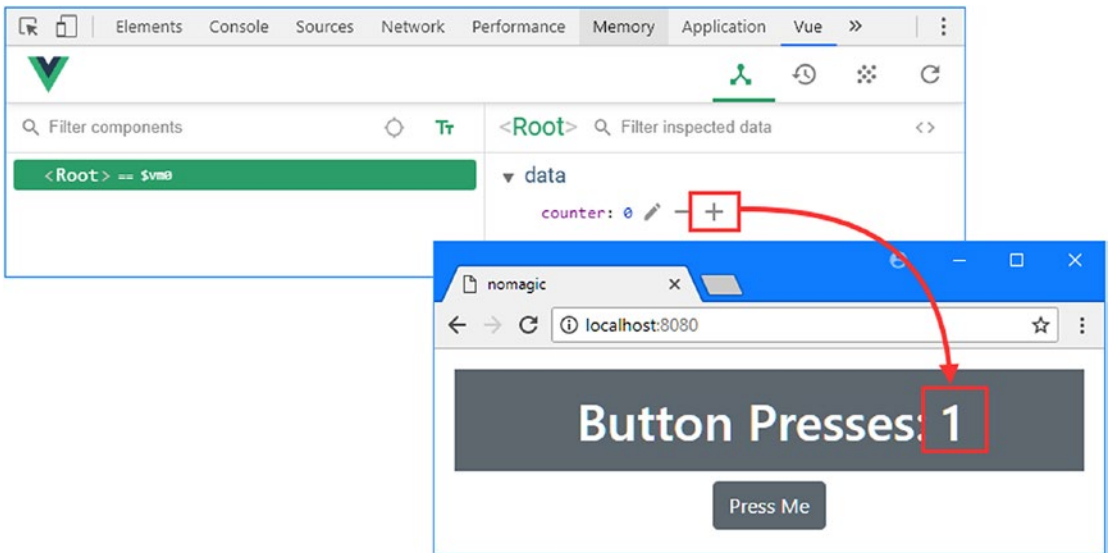 Elements Console Sources Network Performance Memory Application Vue »
Filter components Tт <Root> Filter inspected data < >
<Root> == $vm0 ▼ data
counter: 0 − +
nomagic ×
localhost:8080
Button Presses: 1
Press Me